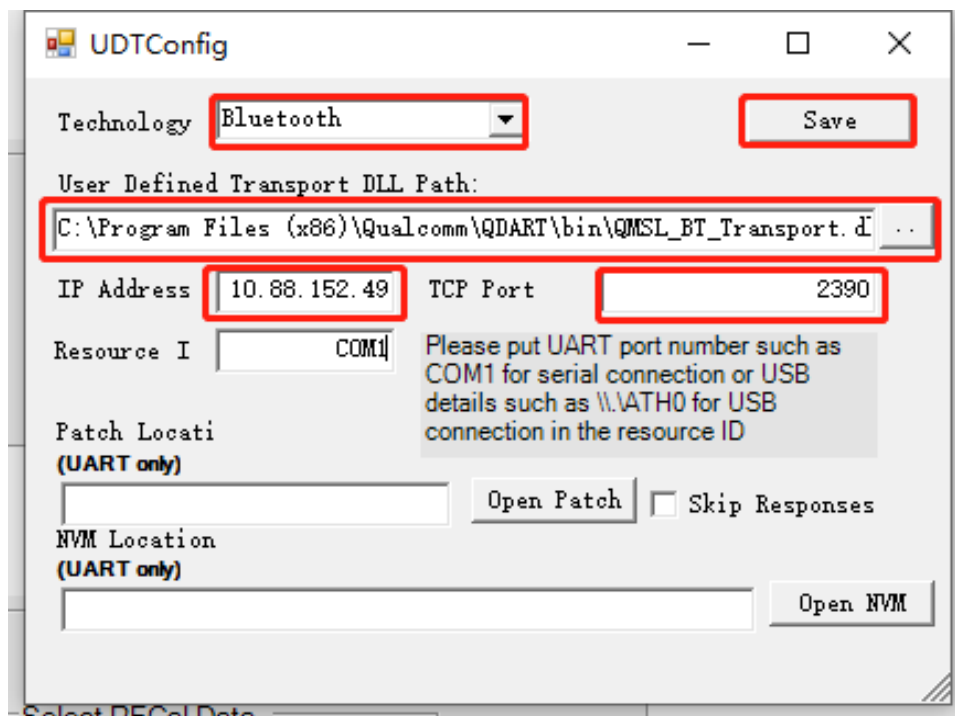 UDTConfig
Technology Bluetooth Save
User Defined Transport DLL Path:
C:\Program Files (x86)\Qualcomm\QDART\bin\QMSL_BT_Transport.d ..
IP Address 10.88.152.49 TCP Port 2390
Resource I COM1 Please put UART port number such as
COM1 for serial connection or USB
details such as \\.\ATH0 for USB
connection in the resource ID
Patch Locati
(UART only)
Open Patch Skip Responses
NVM Location
(UART only)
Open NVM